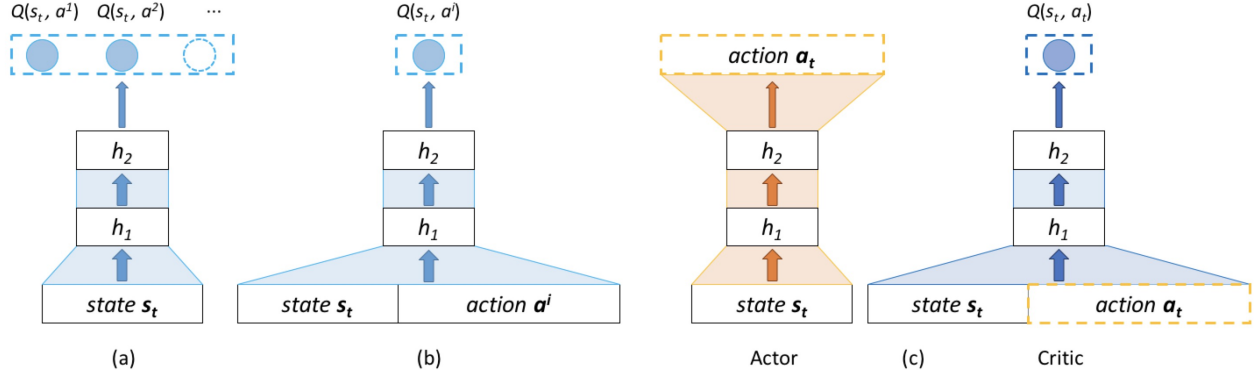 Q(s_t, a^1) Q(s_t, a^2) ...
h_2
h_1
state s_t
(a)
Q(s_t, a^i)
h_2
h_1
state s_t action a^i
(b)
action a_t
h_2
h_1
state s_t
Actor
(c)
Q(s_t, a_t)
h_2
h_1
state s_t action a_t
Critic